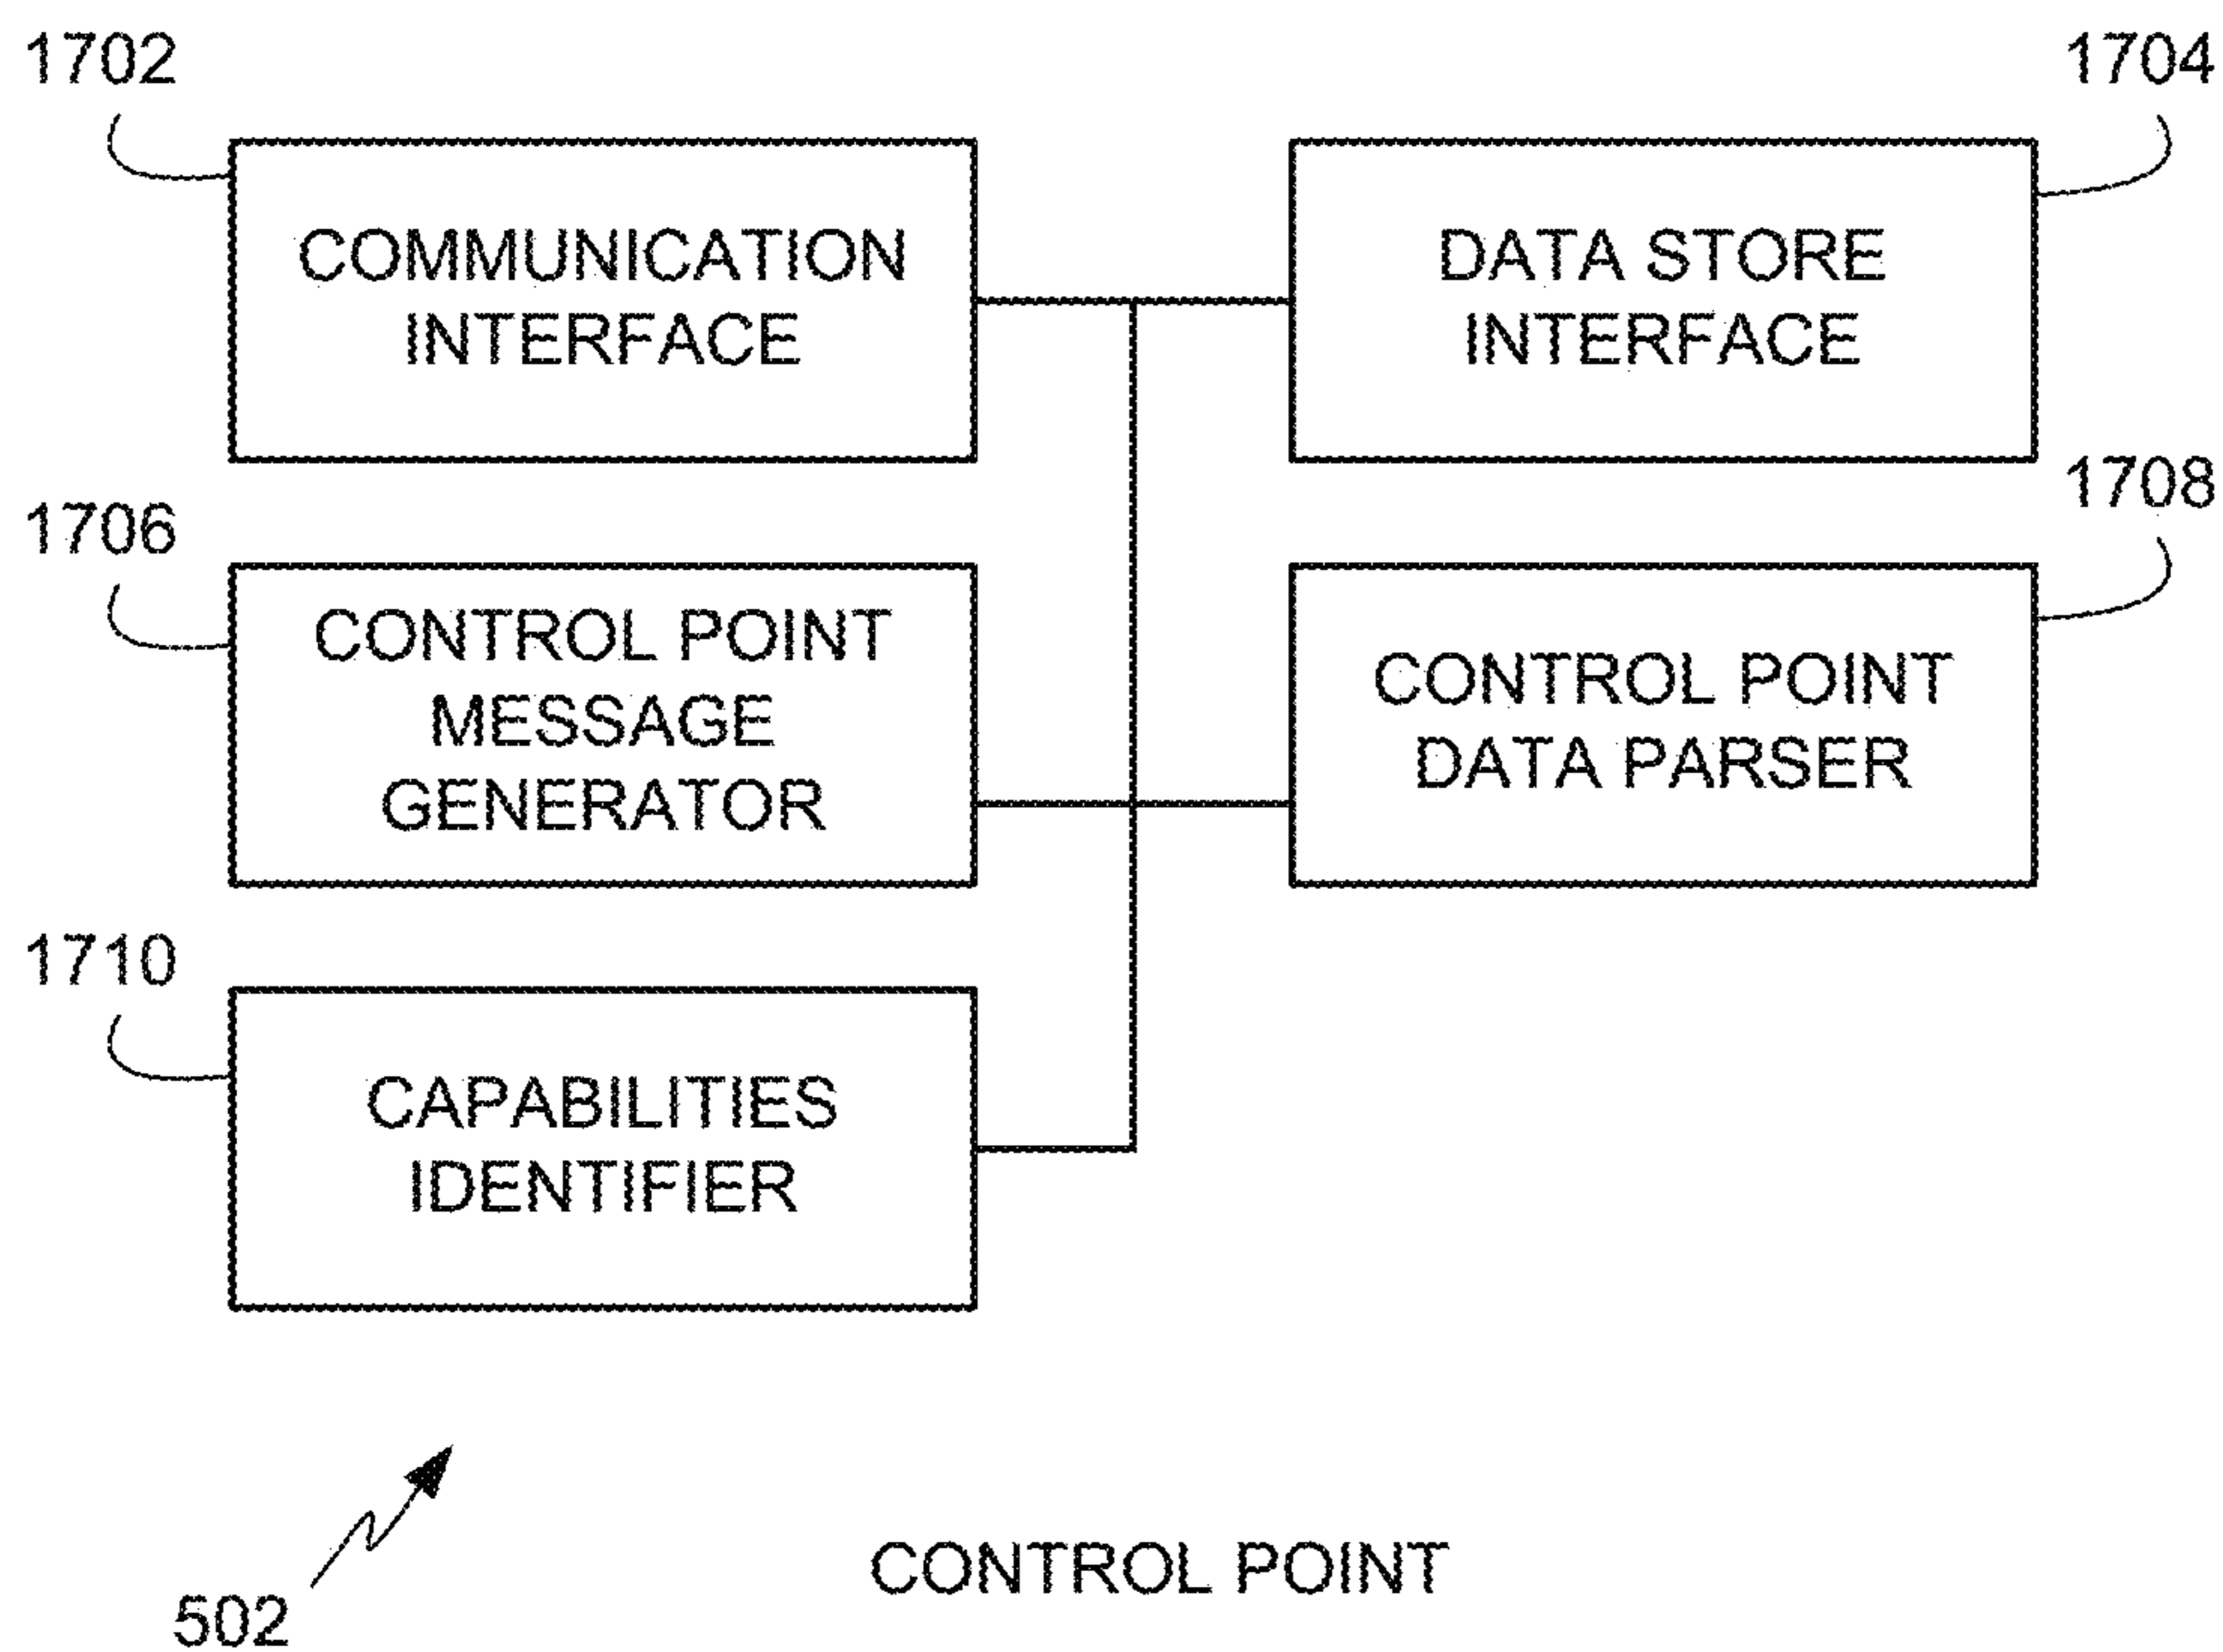 1702
1704
COMMUNICATION
INTERFACE
DATA STORE
INTERFACE
1706
1708
CONTROL POINT
MESSAGE
GENERATOR
CONTROL POINT
DATA PARSER
1710
CAPABILITIES
IDENTIFIER
502
CONTROL POINT